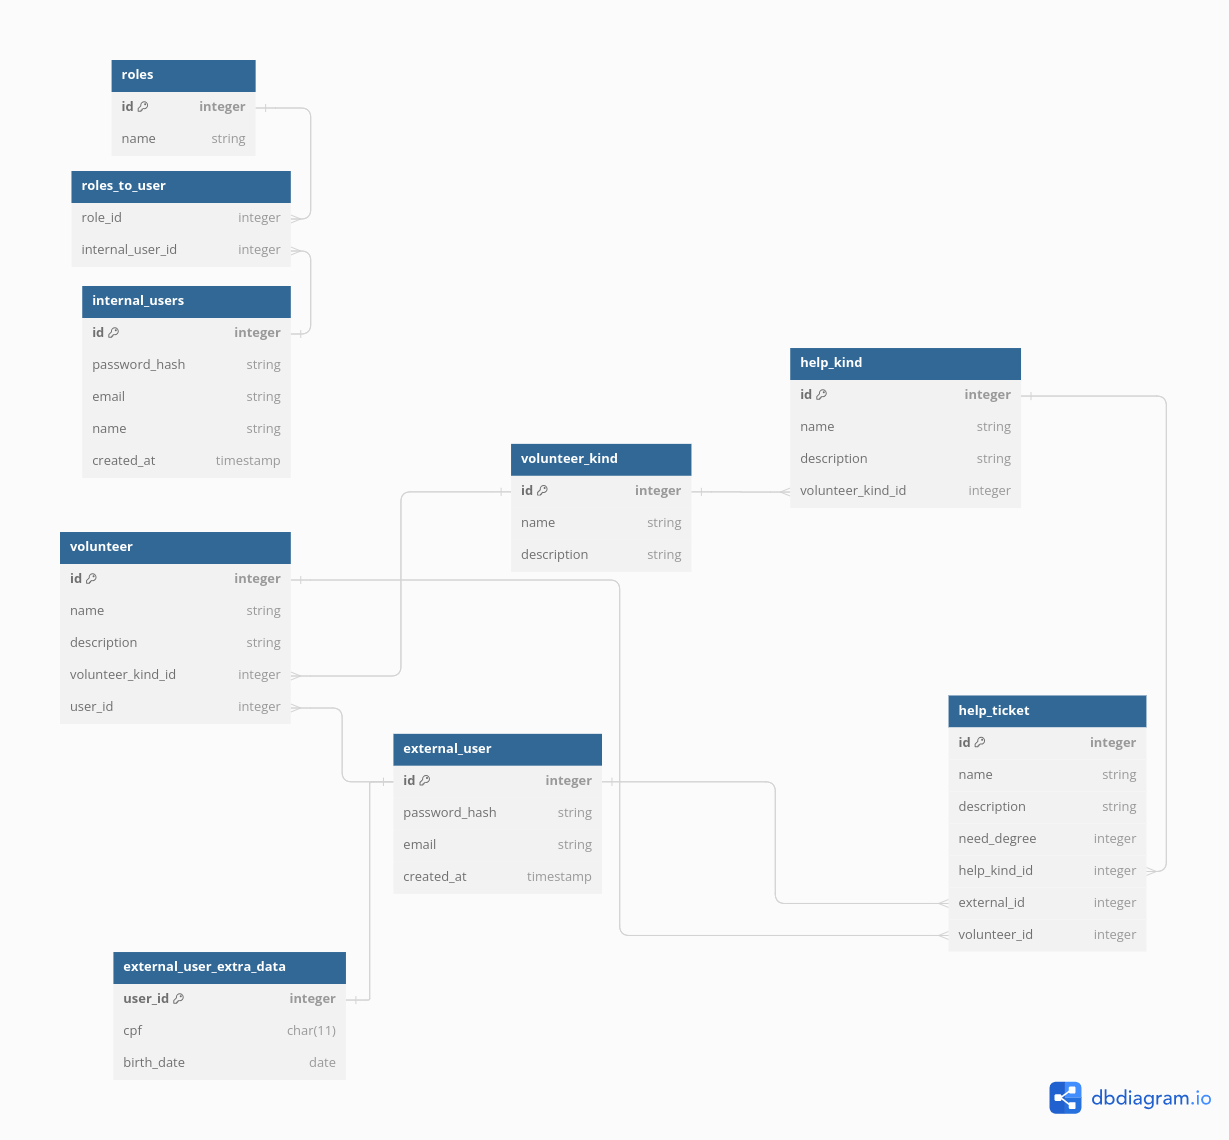 roles
id integer
name string
roles_to_user
role_id integer
internal_user_id integer
internal_users
id integer
password_hash string
email string
name string
created_at timestamp
help_kind
id integer
name string
description string
volunteer_kind_id integer
volunteer_kind
id integer
name string
description string
volunteer
id integer
name string
description string
volunteer_kind_id integer
user_id integer
external_user
id integer
password_hash string
email string
created_at timestamp
help_ticket
id integer
name string
description string
need_degree integer
help_kind_id integer
external_id integer
volunteer_id integer
external_user_extra_data
user_id integer
cpf char(11)
birth_date date
dbdiagram.io